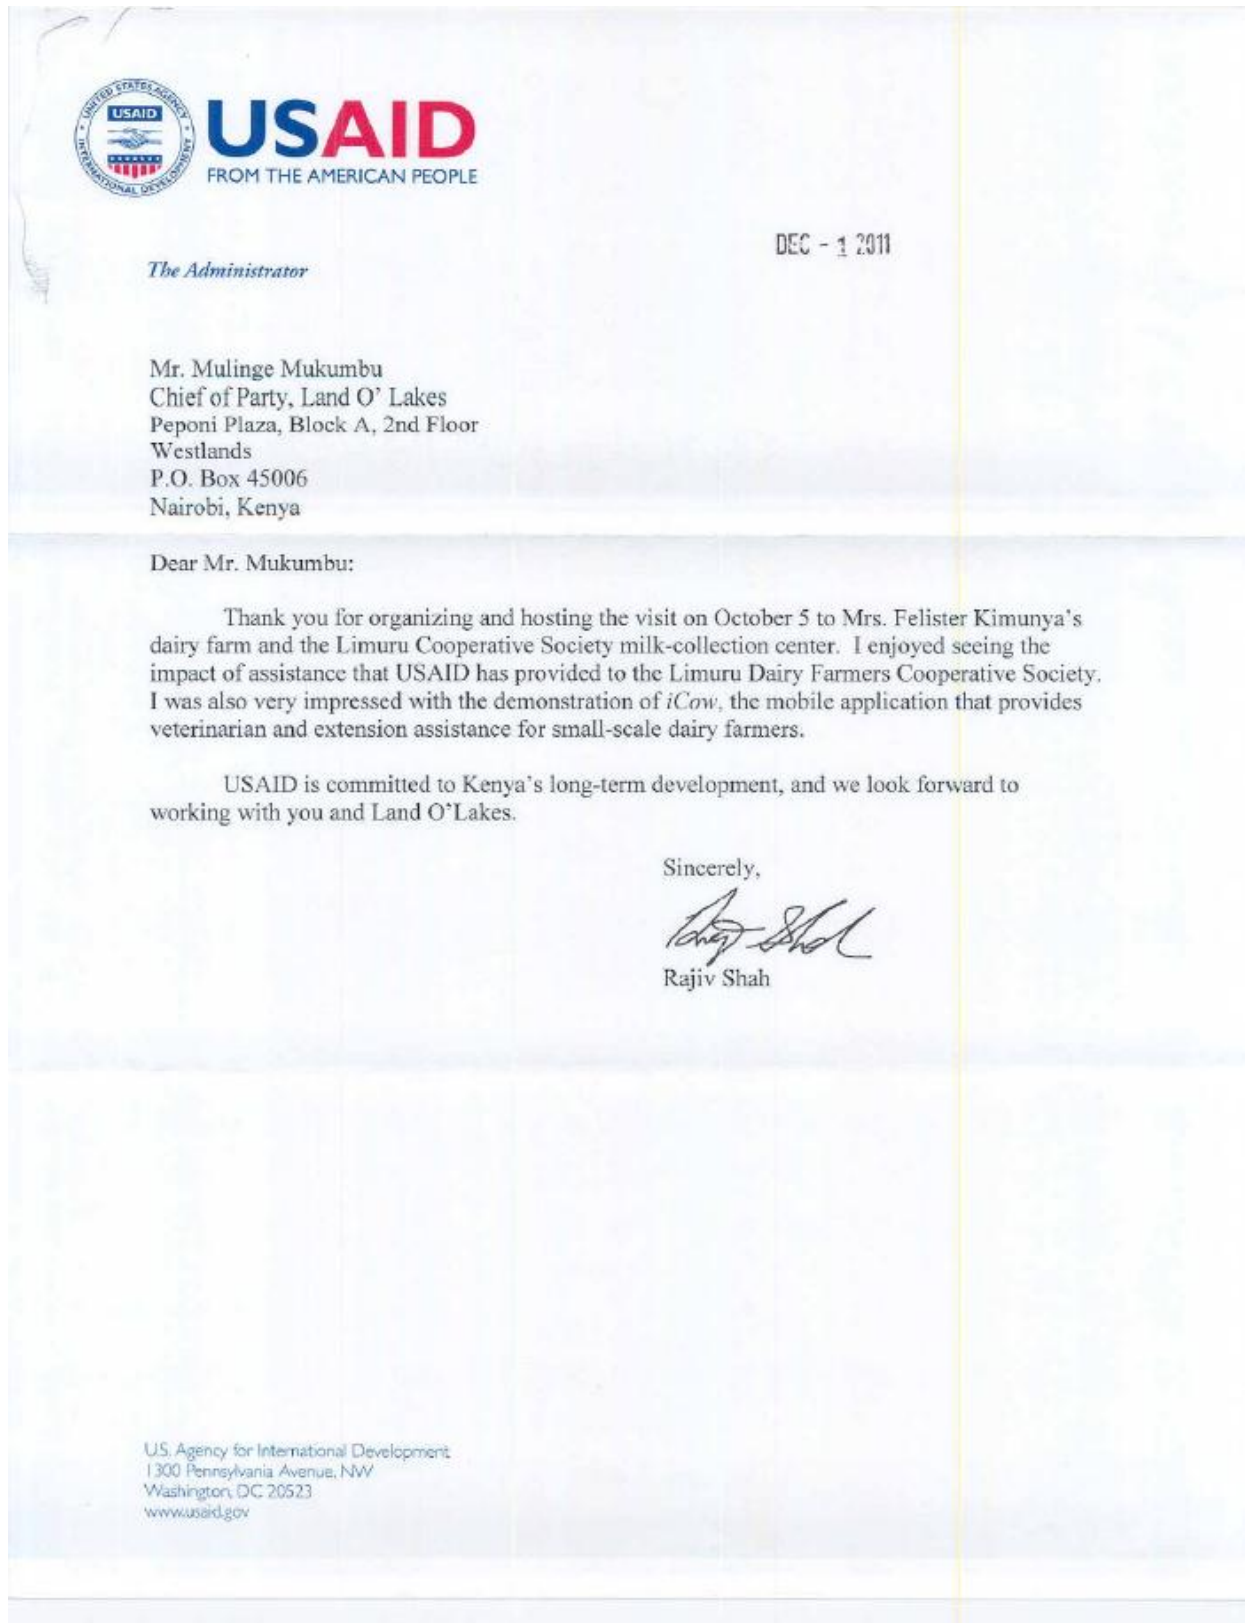 UNITED STATES AGENCY
INTERNATIONAL DEVELOPMENT
USAID
USAID
FROM THE AMERICAN PEOPLE
DEC - 1 2011
The Administrator
Mr. Mulinge Mukumbu
Chief of Party, Land O' Lakes
Peponi Plaza, Block A, 2nd Floor
Westlands
P.O. Box 45006
Nairobi, Kenya
Dear Mr. Mukumbu:
Thank you for organizing and hosting the visit on October 5 to Mrs. Felister Kimunya's
dairy farm and the Limuru Cooperative Society milk-collection center. I enjoyed seeing the
impact of assistance that USAID has provided to the Limuru Dairy Farmers Cooperative Society.
I was also very impressed with the demonstration of iCow, the mobile application that provides
veterinarian and extension assistance for small-scale dairy farmers.
USAID is committed to Kenya's long-term development, and we look forward to
working with you and Land O'Lakes.
Sincerely,
Rajiv Shah
Rajiv Shah
U.S. Agency for International Development
1300 Pennsylvania Avenue, NW
Washington, DC 20523
www.usaid.gov